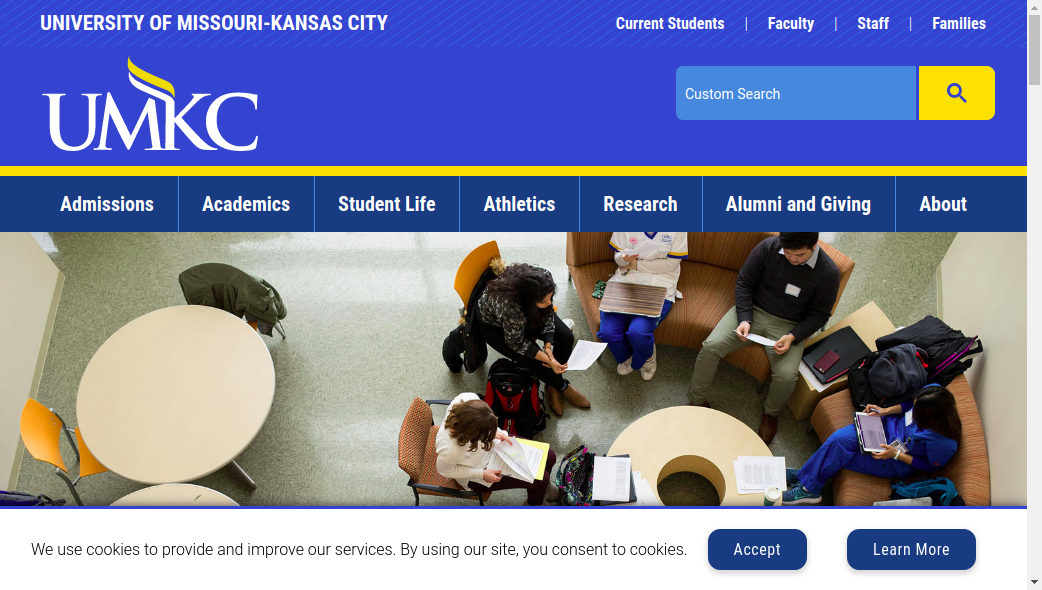 UNIVERSITY OF MISSOURI-KANSAS CITY
Current Students | Faculty | Staff | Families
UMKC
Custom Search
Admissions
Academics
Student Life
Athletics
Research
Alumni and Giving
About
We use cookies to provide and improve our services. By using our site, you consent to cookies.
Accept
Learn More